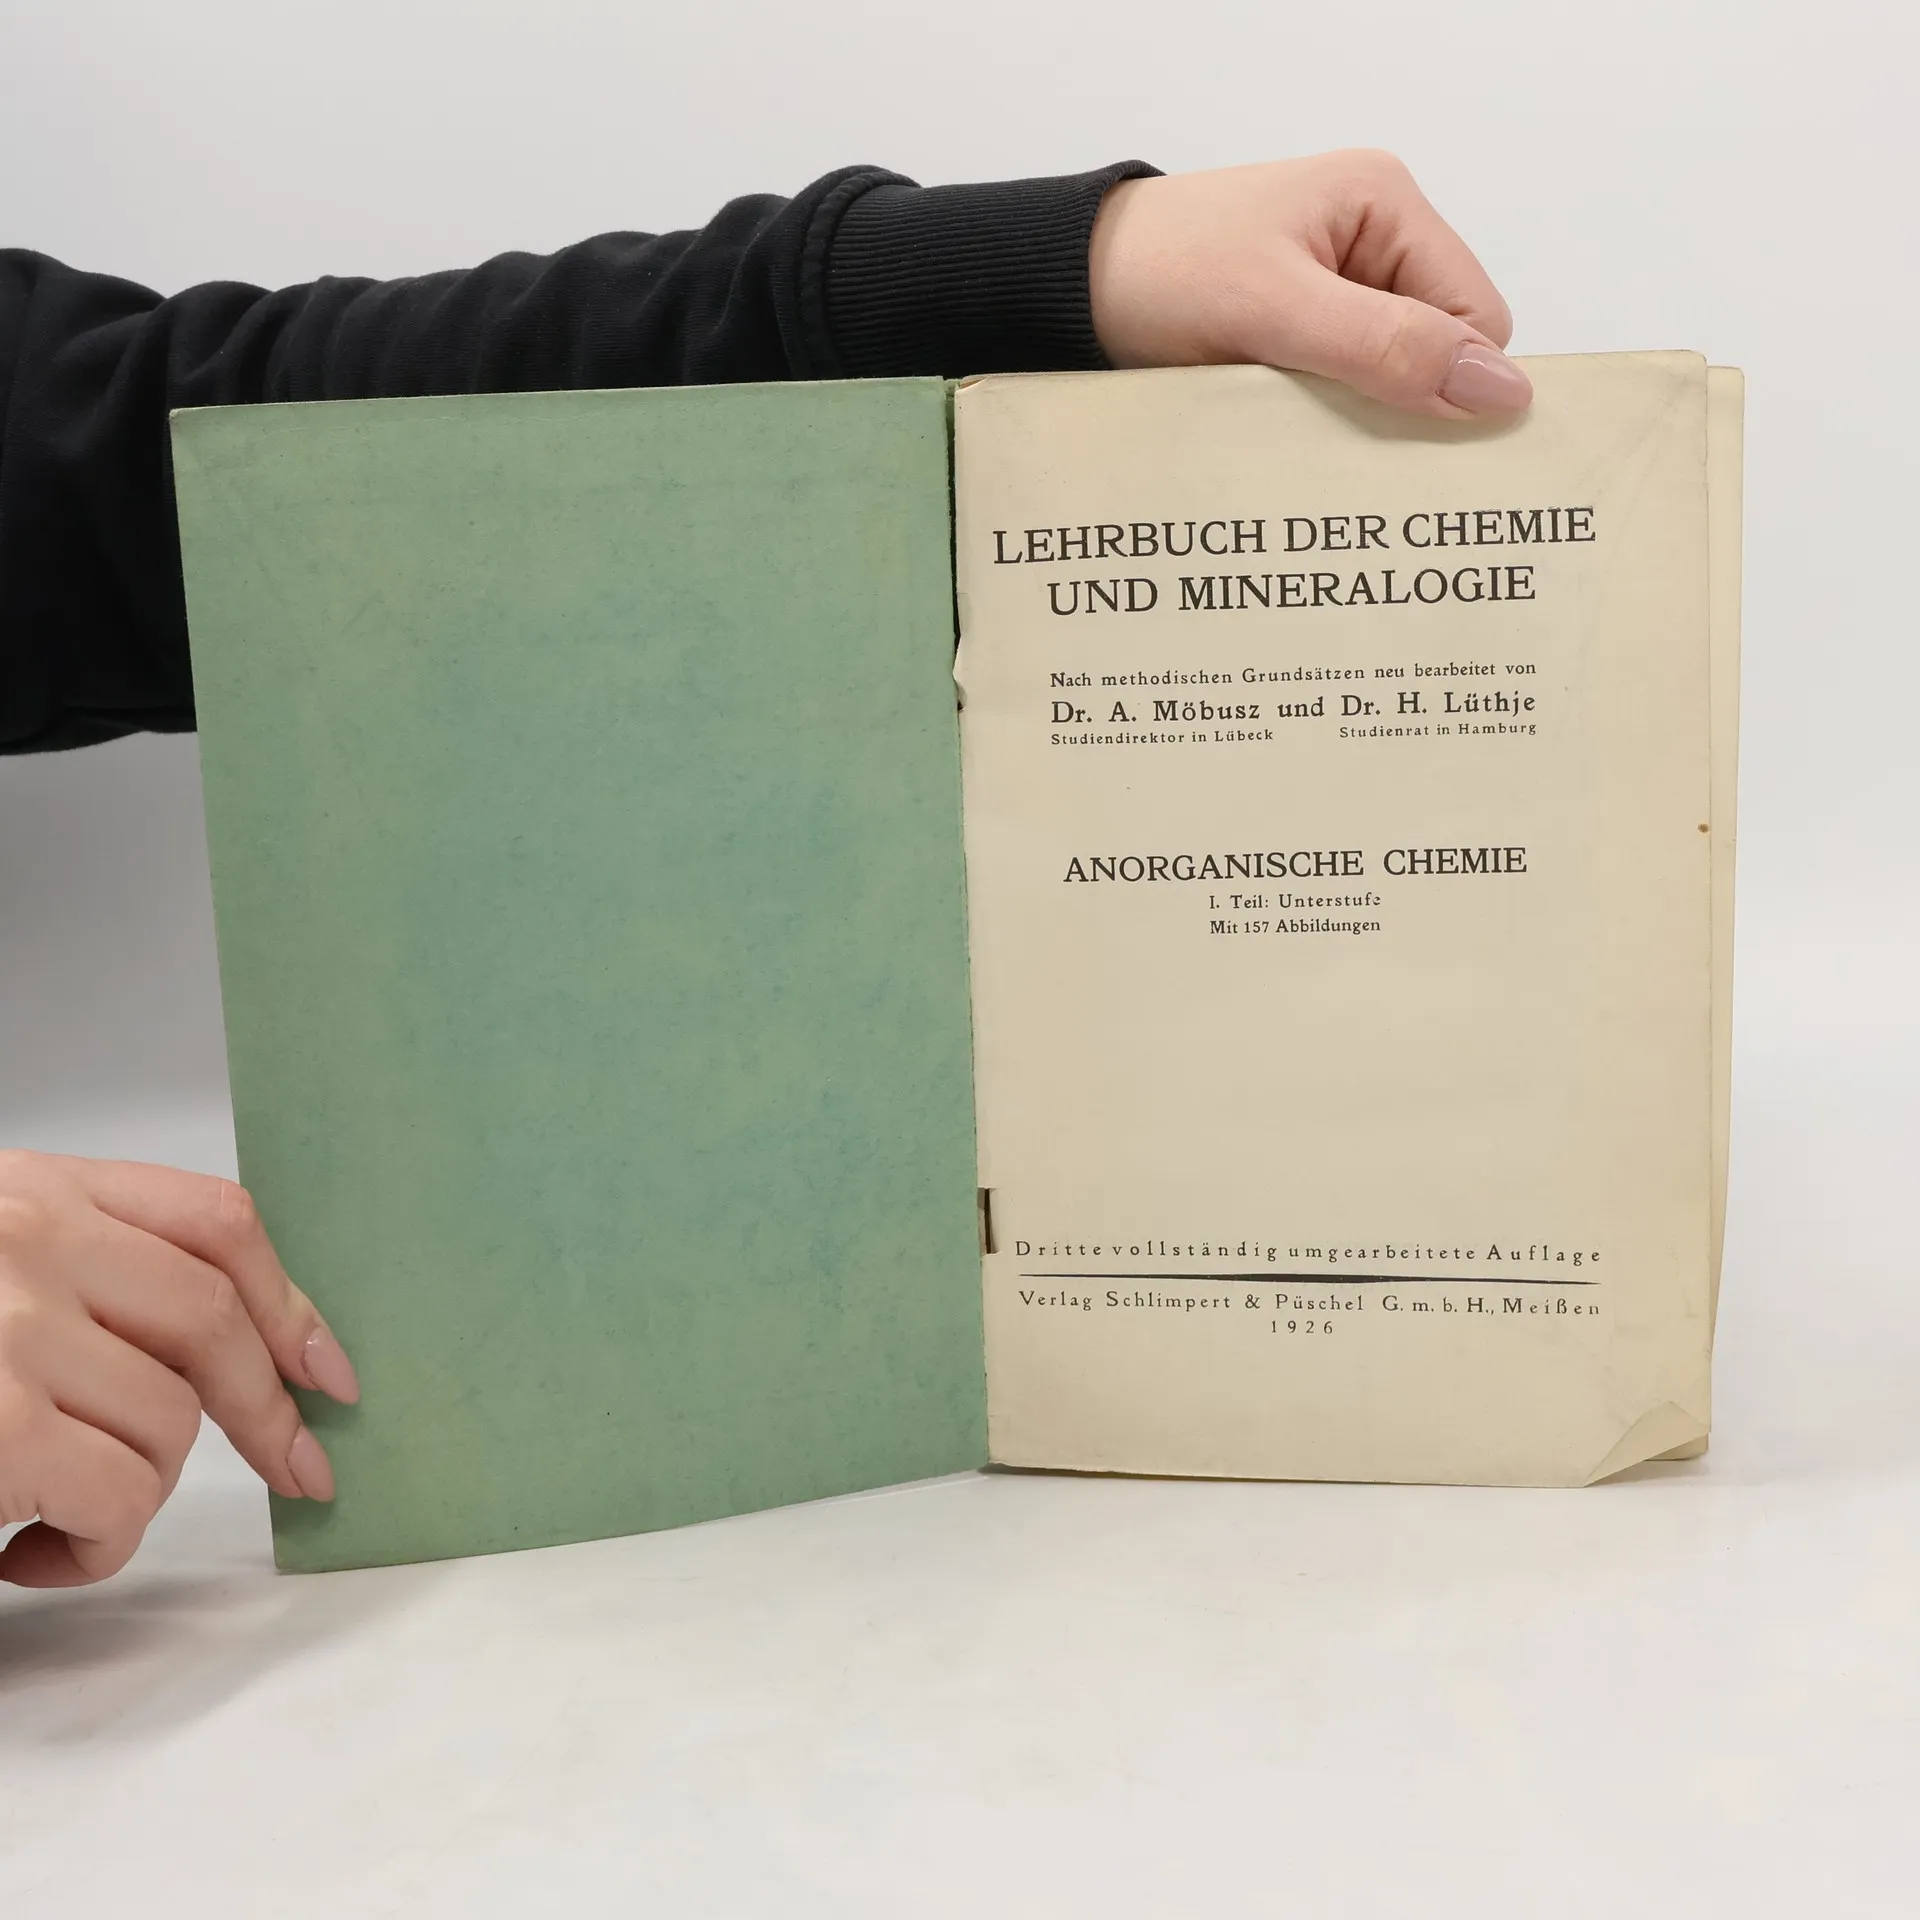 LEHRBUCH DER CHEMIE
UND MINERALOGIE
Nach methodischen Grundsätzen neu bearbeitet von
Dr. A. Möbusz und Dr. H. Lüthje
Studiendirektor in Lübeck Studienrat in Hamburg
ANORGANISCHE CHEMIE
I. Teil: Unterstufe
Mit 157 Abbildungen
Dritte vollständig umgearbeitete Auflage
Verlag Schlimpert & Püschel G. m. b. H., Meißen
1926